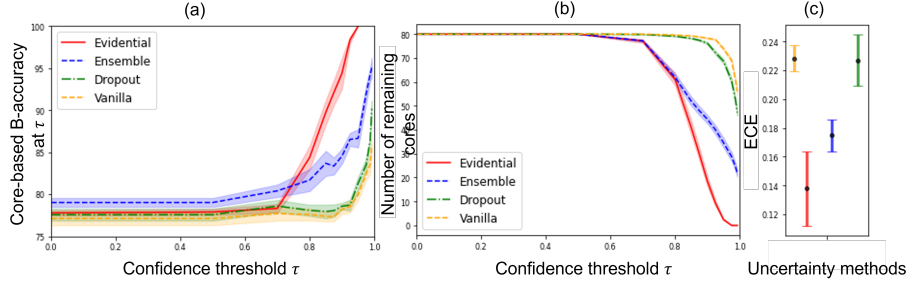 (a)
Core-based B-accuracy
at τ
100
95
90
85
80
75
0.0 0.2 0.4 0.6 0.8 1.0
Evidential
Ensemble
Dropout
Vanilla
Confidence threshold τ
(b)
Number of remaining
cores
80
70
60
50
40
30
20
10
0
0.0 0.2 0.4 0.6 0.8 1.0
Evidential
Ensemble
Dropout
Vanilla
Confidence threshold τ
(c)
ECE
0.24
0.22
0.20
0.18
0.16
0.14
0.12
Uncertainty methods